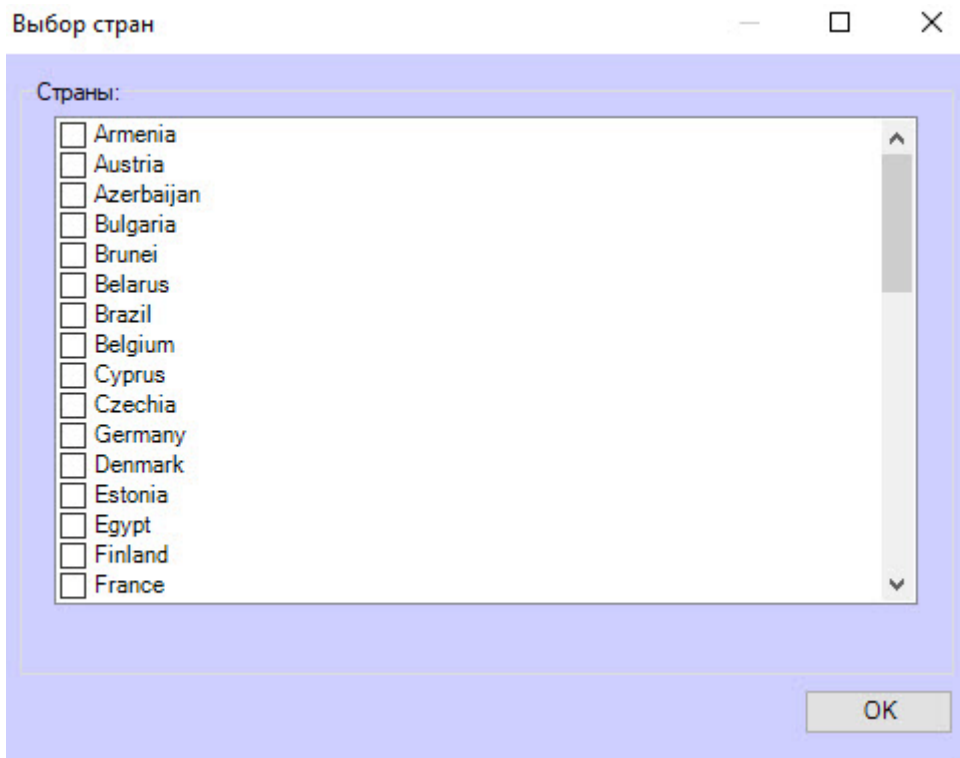 Выбор стран
Страны:
Armenia
Austria
Azerbaijan
Bulgaria
Brunei
Belarus
Brazil
Belgium
Cyprus
Czechia
Germany
Denmark
Estonia
Egypt
Finland
France
OK